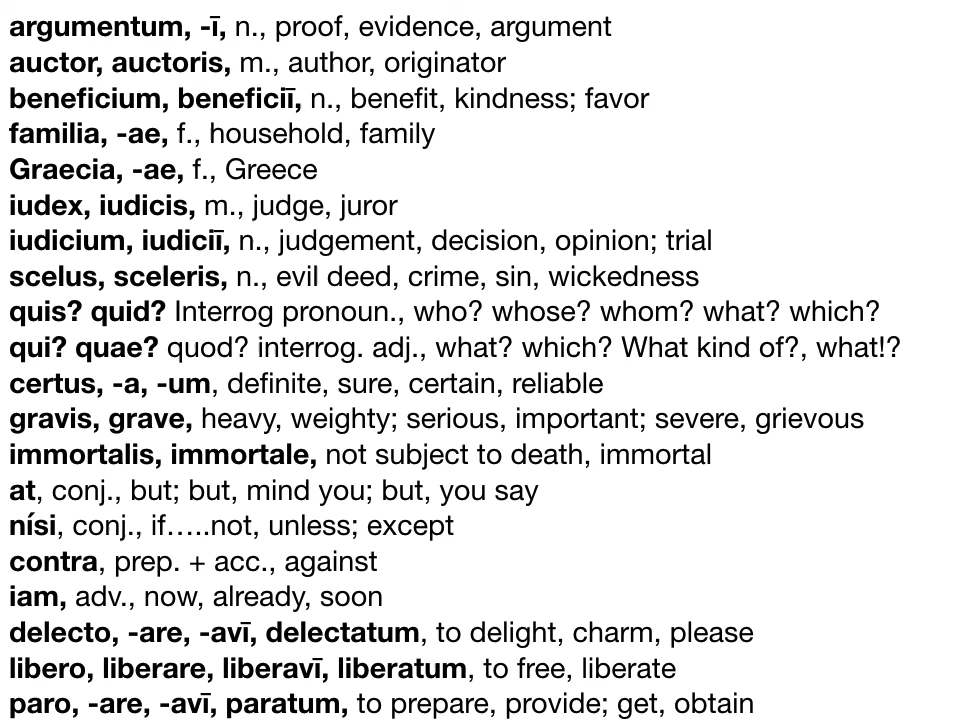 argumentum, -ī, n., proof, evidence, argument
auctor, auctoris, m., author, originator
beneficium, beneficiī, n., benefit, kindness; favor
familia, -ae, f., household, family
Graecia, -ae, f., Greece
iudex, iudicis, m., judge, juror
iudicium, iudiciī, n., judgement, decision, opinion; trial
scelus, sceleris, n., evil deed, crime, sin, wickedness
quis? quid? Interrog pronoun., who? whose? whom? what? which?
qui? quae? quod? interrog. adj., what? which? What kind of?, what!?
certus, -a, -um, definite, sure, certain, reliable
gravis, grave, heavy, weighty; serious, important; severe, grievous
immortalis, immortale, not subject to death, immortal
at, conj., but; but, mind you; but, you say
nísi, conj., if…..not, unless; except
contra, prep. + acc., against
iam, adv., now, already, soon
delecto, -are, -avī, delectatum, to delight, charm, please
libero, liberare, liberavī, liberatum, to free, liberate
paro, -are, -avī, paratum, to prepare, provide; get, obtain